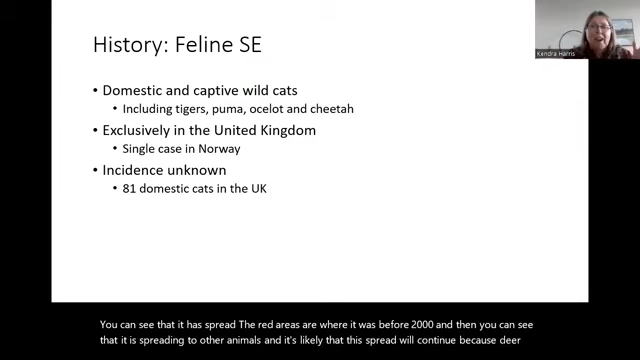 History: Feline SE
• Domestic and captive wild cats
• Including tigers, puma, ocelot and cheetah
• Exclusively in the United Kingdom
• Single case in Norway
• Incidence unknown
• 81 domestic cats in the UK
Kendra Harris
You can see that it has spread. The red areas are where it was before 2000 and then you can see
that it is spreading to other animals and it's likely that this spread will continue because deer